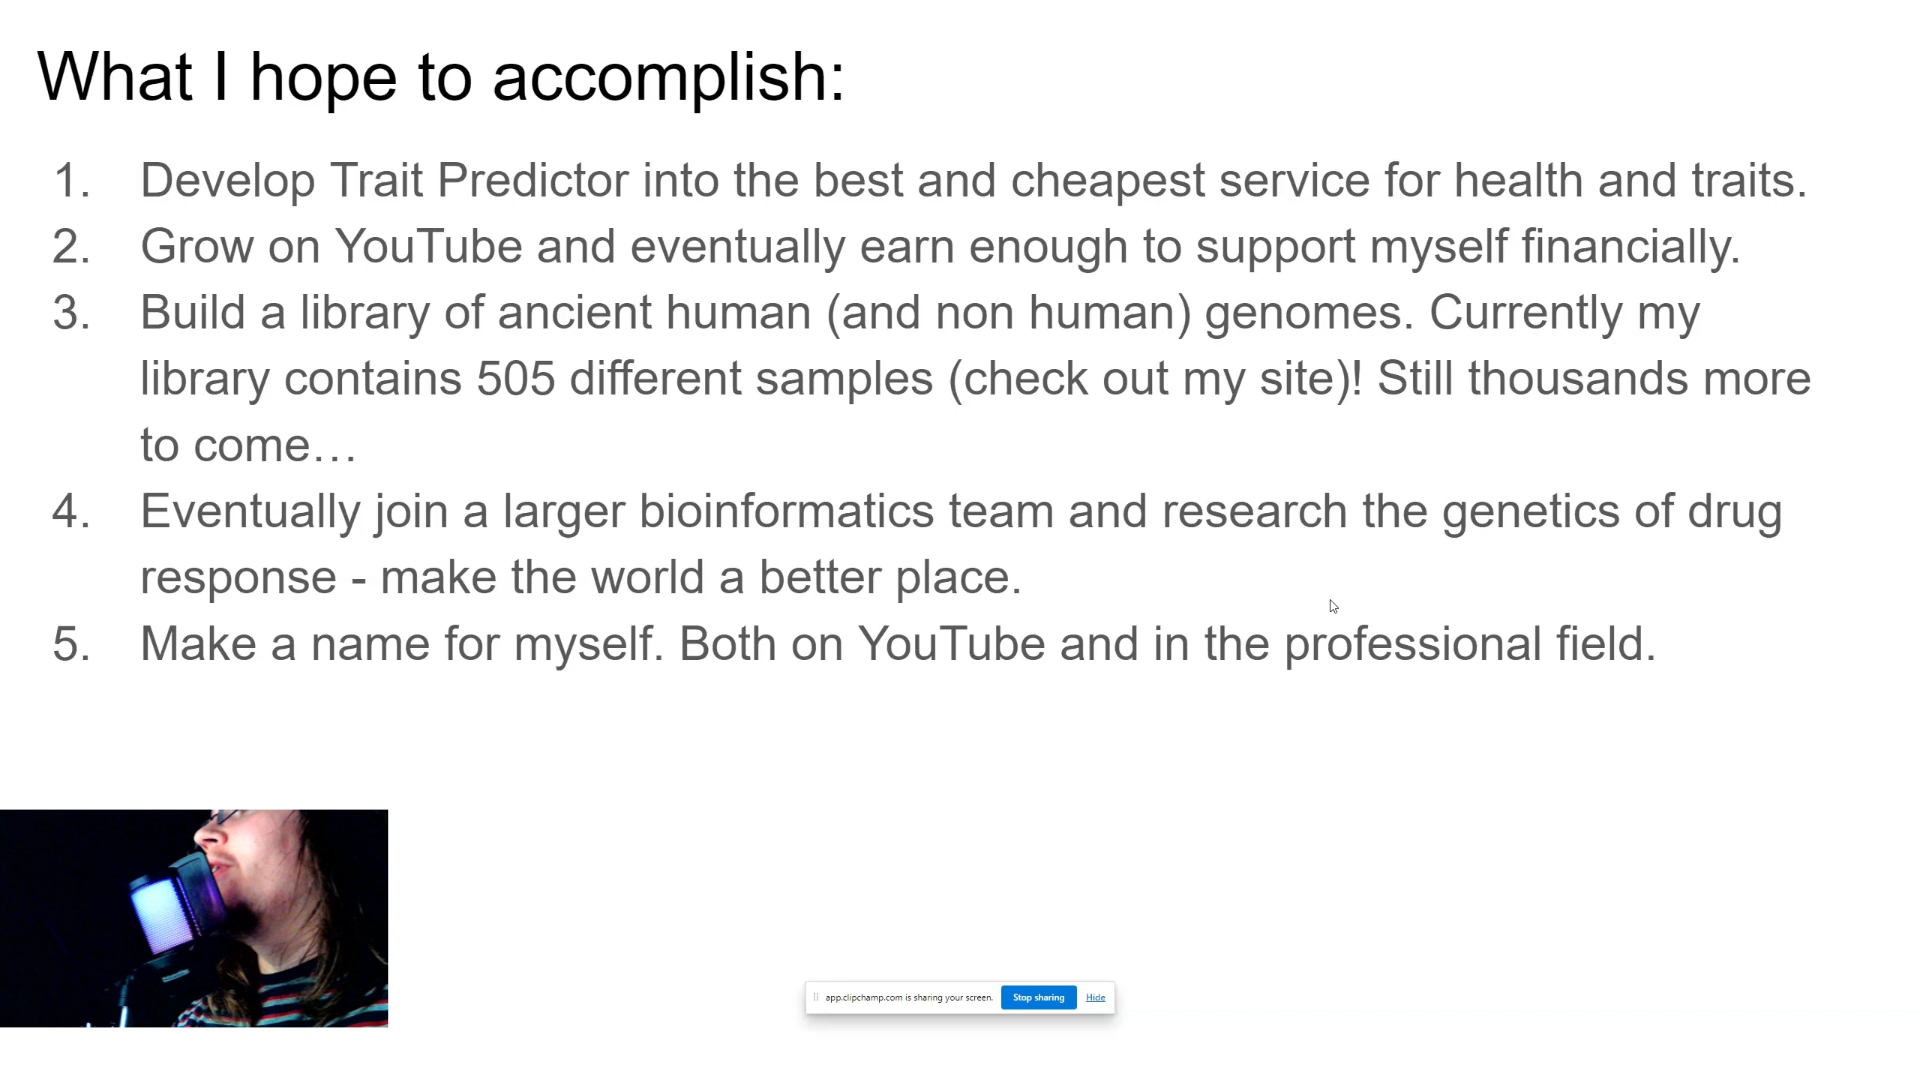 What I hope to accomplish:
1. Develop Trait Predictor into the best and cheapest service for health and traits.
2. Grow on YouTube and eventually earn enough to support myself financially.
3. Build a library of ancient human (and non human) genomes. Currently my
library contains 505 different samples (check out my site)! Still thousands more
to come…
4. Eventually join a larger bioinformatics team and research the genetics of drug
response - make the world a better place.
5. Make a name for myself. Both on YouTube and in the professional field.
app.clipchamp.com is sharing your screen. Stop sharing Hide